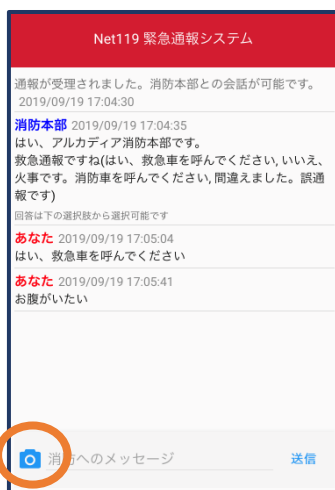 Net119 緊急通報システム
通報が受理されました。消防本部との会話が可能です。
2019/09/19 17:04:30
消防本部 2019/09/19 17:04:35
はい、アルカディア消防本部です。
救急通報ですね(はい、救急車を呼んでください, いいえ、
火事です。消防車を呼んでください, 間違えました。誤通
報です)
回答は下の選択肢から選択可能です
あなた 2019/09/19 17:05:04
はい、救急車を呼んでください
あなた 2019/09/19 17:05:41
お腹がいたい
消防へのメッセージ 送信